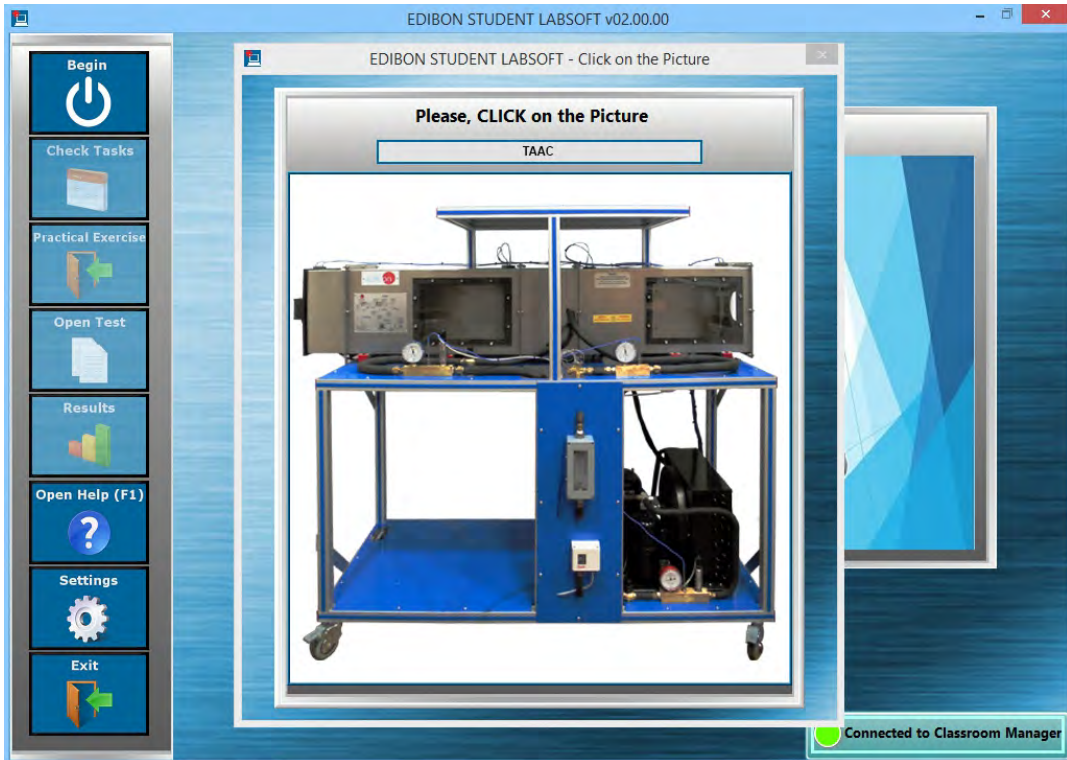 EDIBON STUDENT LABSOFT v02.00.00
Begin
Check Tasks
Practical Exercise
Open Test
Results
Open Help (F1)
Settings
Exit
EDIBON STUDENT LABSOFT - Click on the Picture
Please, CLICK on the Picture
TAAC
Connected to Classroom Manager